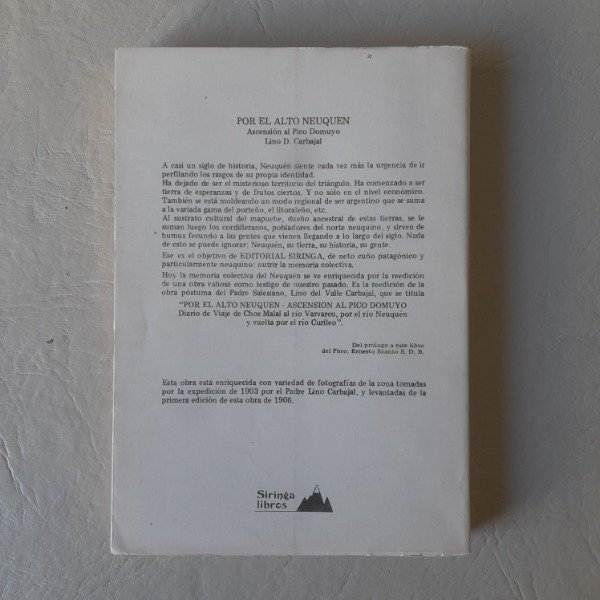 POR EL ALTO NEUQUEN
Ascensión al Pico Domuyo
Lino D. Carbajal
A casi un siglo de historia, Neuquén siente cada vez más la urgencia de ir
perfilando los rasgos de su propia identidad.
Ha dejado de ser el misterioso territorio del triángulo. Ha comenzado a ser
tierra de esperanzas y de frutos ciertos. Y no solo en el nivel económico.
También se está moldeando un modo regional de ser argentino que se suma
a la variada gama del porteño, el litoraleño, etc.
Al sustrato cultural del mapuche, dueño ancestral de estas tierras, se le
suman luego los cordilleranos, pobladores del norte neuquino, y sirven de
humus fecundo a las gentes que vienen llegando a lo largo del siglo. Nada
de esto se puede ignorar: Neuquén, su tierra, su historia, su gente.
Ese es el objetivo de EDITORIAL SIRINGA, de neto cuño patagónico y
particularmente neuquino: nutrir la memoria colectiva.
Hoy la memoria colectiva del Neuquén se ve enriquecida por la reedición
de una obra valiosa como testigo de nuestro pasado. Es la reedición de la
obra póstuma del Padre Salesiano, Lino del Valle Carbajal, que se titula
"POR EL ALTO NEUQUEN - ASCENSION AL PICO DOMUYO
Diario de Viaje de Chos Malal al río Varvarco, por el río Neuquén
y vuelta por el río Curileo".
Del prólogo a este libro
del Pbro. Ernesto Szanto S. D. B.
Esta obra está enriquecida con variedad de fotografías de la zona tomadas
por la expedición de 1903 por el Padre Lino Carbajal, y levantadas de la
primera edición de esta obra de 1906.
Siringa
libros